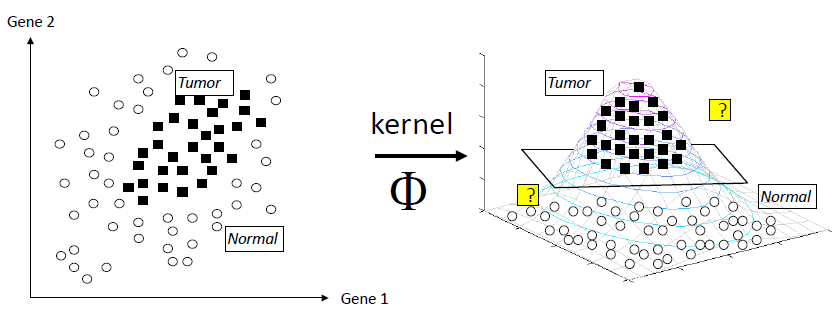 Gene 2
Tumor
Normal
Gene 1
kernel
Φ
Tumor
?
?
Normal